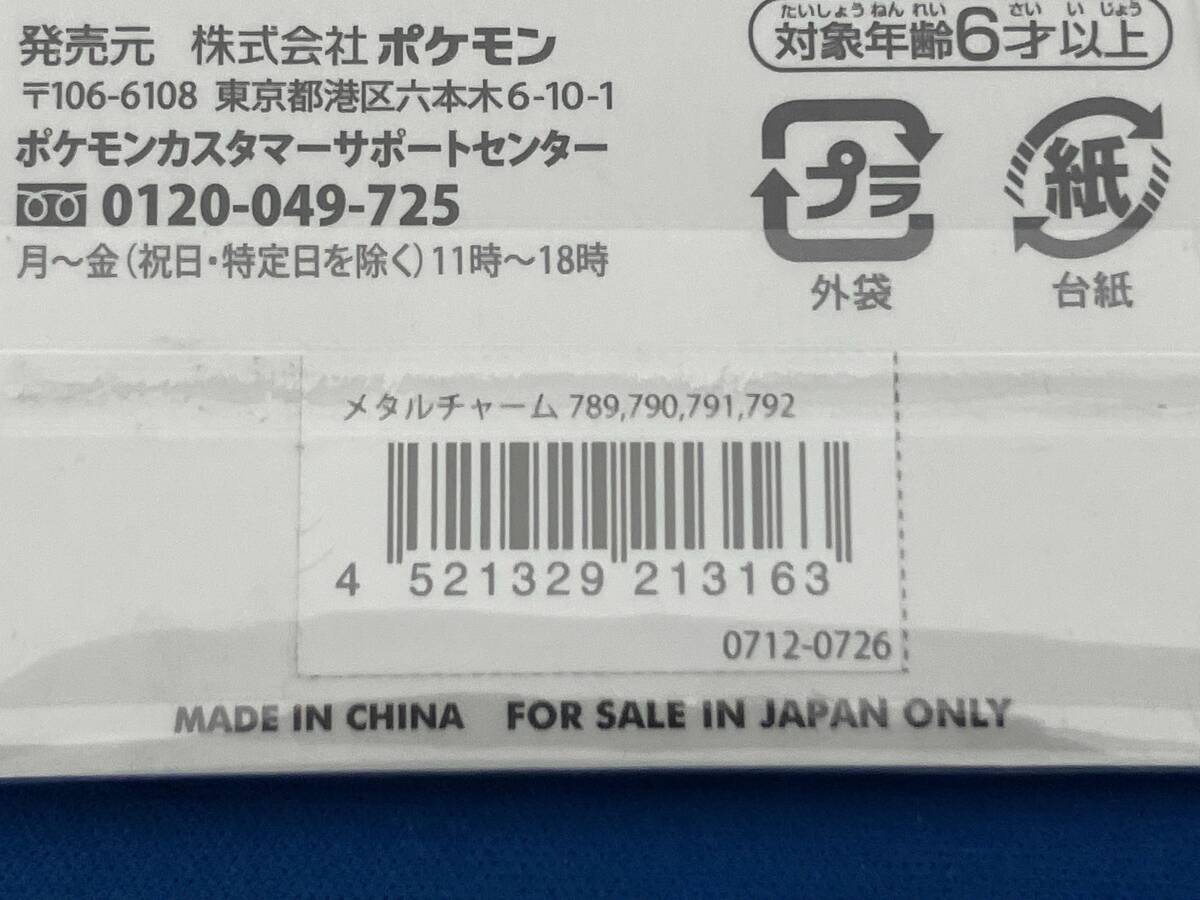 発売元 株式会社 ポケモン
〒106-6108 東京都港区六本木6-10-1
ポケモンカスタマーサポートセンター
0120-049-725
月～金(祝日・特定日を除く)11時～18時
たいしょうねんれい さい いじょう
対象年齢6才以上
プラ
外袋
紙
台紙
メタルチャーム 789,790,791,792
4 521329 213163
0712-0726
MADE IN CHINA FOR SALE IN JAPAN ONLY